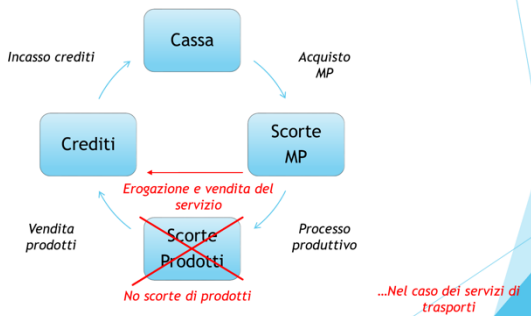 Cassa
Incasso crediti
Acquisto
MP
Crediti
Scorte
MP
Erogazione e vendita del
servizio
Vendita
prodotti
Scorte
Prodotti
Processo
produttivo
No scorte di prodotti
...Nel caso dei servizi di
trasporti